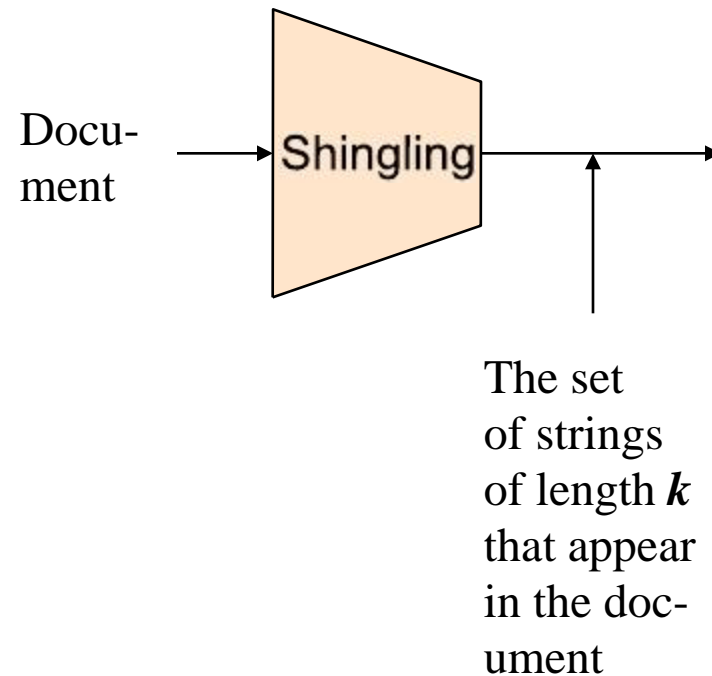 Docu-
ment
Shingling
The set
of strings
of length k
that appear
in the doc-
ument